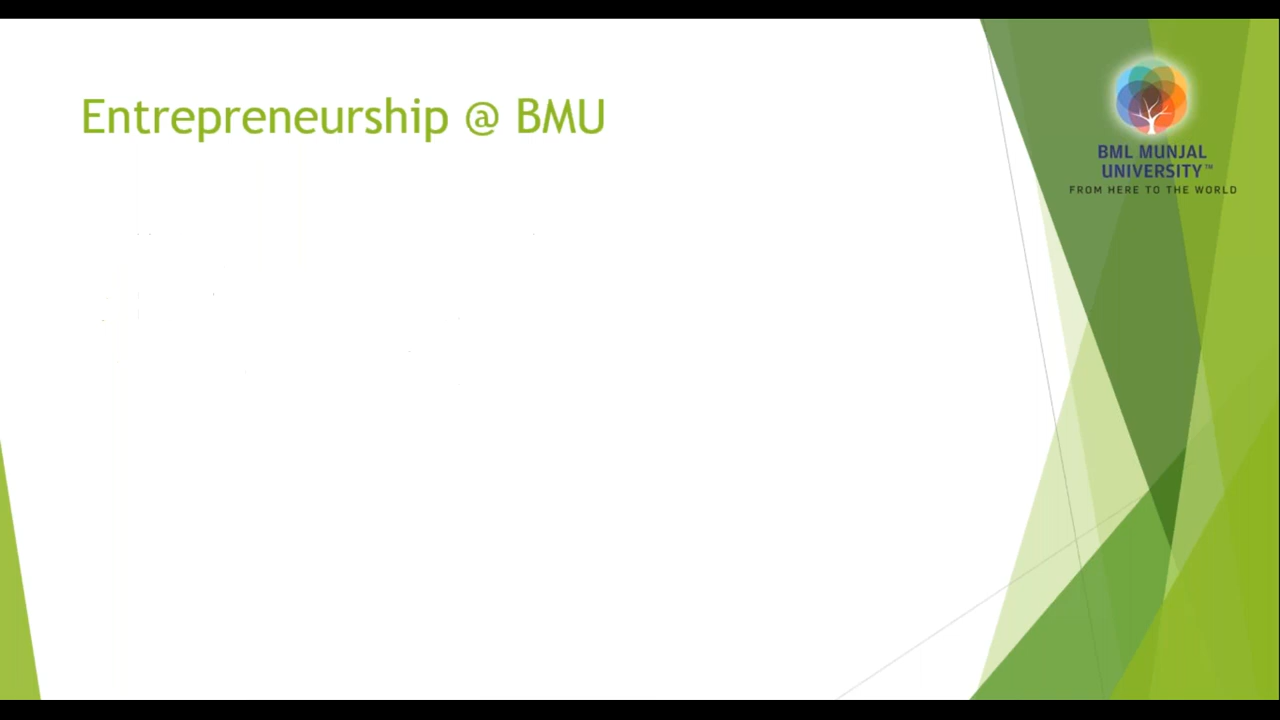 Entrepreneurship @ BMU
BML MUNJAL
UNIVERSITY™
FROM HERE TO THE WORLD